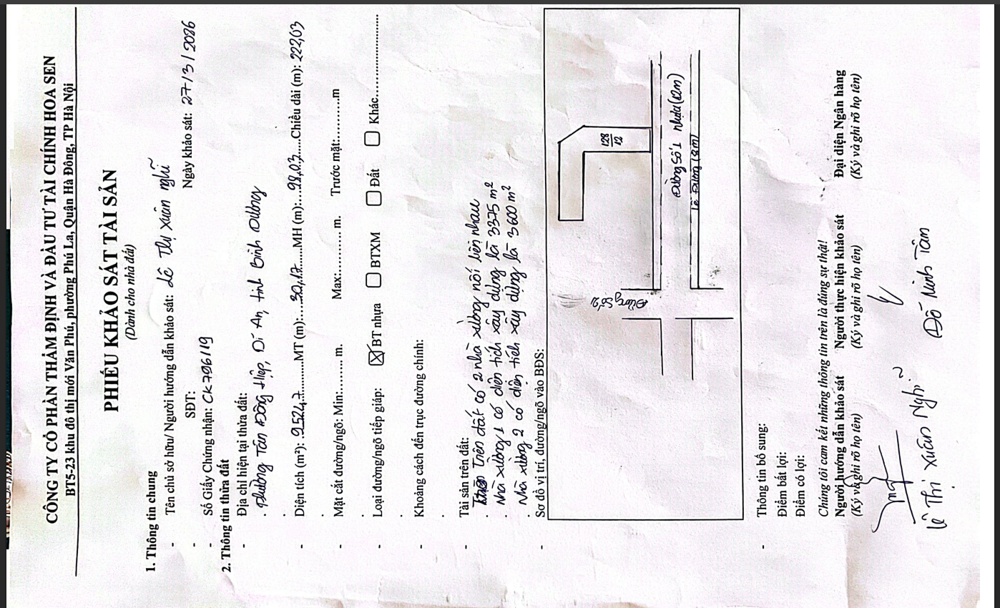 CÔNG TY CỔ PHẦN THẨM ĐỊNH VÀ ĐẦU TƯ TÀI CHÍNH HOA SEN
BT5-23 khu đô thị mới Văn Phú, phường Phú La, Quận Hà Đông, TP Hà Nội
PHIẾU KHẢO SÁT TÀI SẢN
(Dành cho nhà đất)
1. Thông tin chung
- Tên chủ sở hữu/ Người hướng dẫn khảo sát: Lê Thị Xuân Nghĩ
- SĐT: Ngày khảo sát: 27/3/2026
- Số Giấy Chứng nhận: CK 790619
2. Thông tin thửa đất
- Địa chỉ hiện tại thửa đất:
. Phường Tân Đông Hiệp, Dĩ An, tỉnh Bình Dương
- Diện tích (m²): 9524,7 MT (m): 30,17 MH (m): 98,03 Chiều dài (m): 222,03
- Mặt cắt đường/ngõ: Min:.......... m. Max:.......... m. Trước mặt:..........m
- Loại đường/ngõ tiếp giáp: ☒ BT nhựa ☐ BTXM ☐ Đất ☐ Khác..........
- Khoảng cách đến trục đường chính:
- Tài sản trên đất:
. Trên đất có 2 nhà xưởng nối liền nhau
. Nhà xưởng 1 có diện tích xây dựng là 3375 m²
. Nhà xưởng 2 có diện tích xây dựng là 3600 m²
- Sơ đồ vị trí, đường/ngõ vào BĐS:
128
12
Đường Số 2
Đường Số 1 nhựa
Lề Đường
- Thông tin bổ sung:
Điểm bất lợi:
Điểm có lợi:
Chúng tôi cam kết những thông tin trên là đúng sự thật!
Người hướng dẫn khảo sát Người thực hiện khảo sát Đại diện Ngân hàng
(Ký và ghi rõ họ tên) (Ký và ghi rõ họ tên) (Ký và ghi rõ họ tên)
Lê Thị Xuân Nghĩ Đỗ Minh Tâm